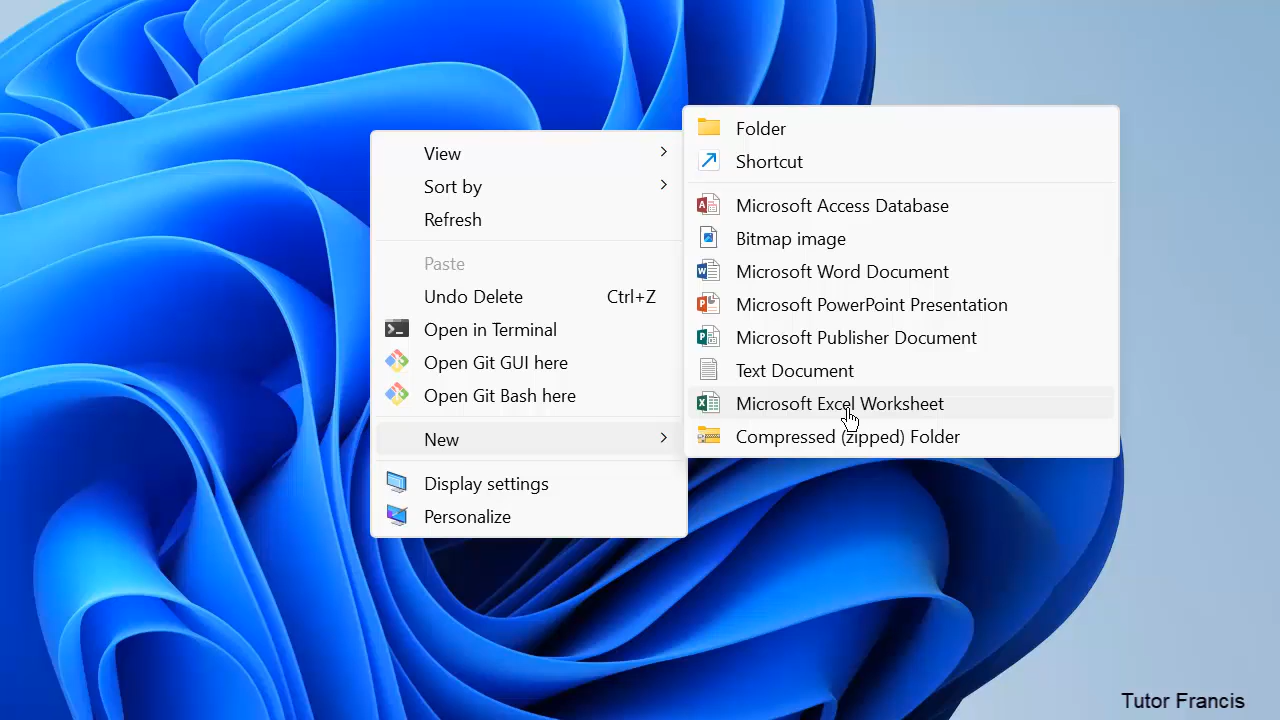 View
Sort by
Refresh
Paste
Undo Delete Ctrl+Z
Open in Terminal
Open Git GUI here
Open Git Bash here
New
Display settings
Personalize
Folder
Shortcut
Microsoft Access Database
Bitmap image
Microsoft Word Document
Microsoft PowerPoint Presentation
Microsoft Publisher Document
Text Document
Microsoft Excel Worksheet
Compressed (zipped) Folder
Tutor Francis